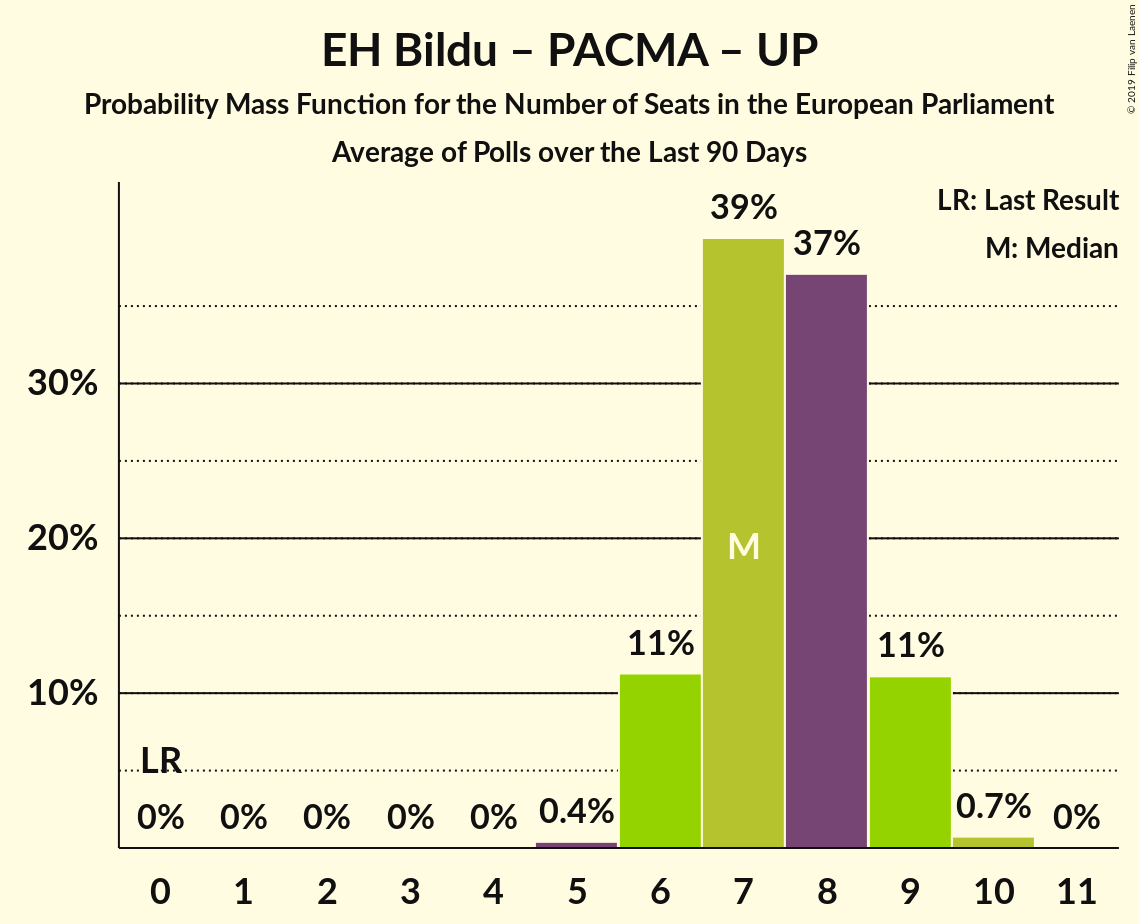 EH Bildu – PACMA – UP
Probability Mass Function for the Number of Seats in the European Parliament
Average of Polls over the Last 90 Days
© 2019 Filip van Laenen
LR: Last Result
M: Median
39%
37%
30%
M
20%
11%
11%
10%
LR
0%
0%
0%
0%
0%
0.4%
0.7%
0%
0 1 2 3 4 5 6 7 8 9 10 11